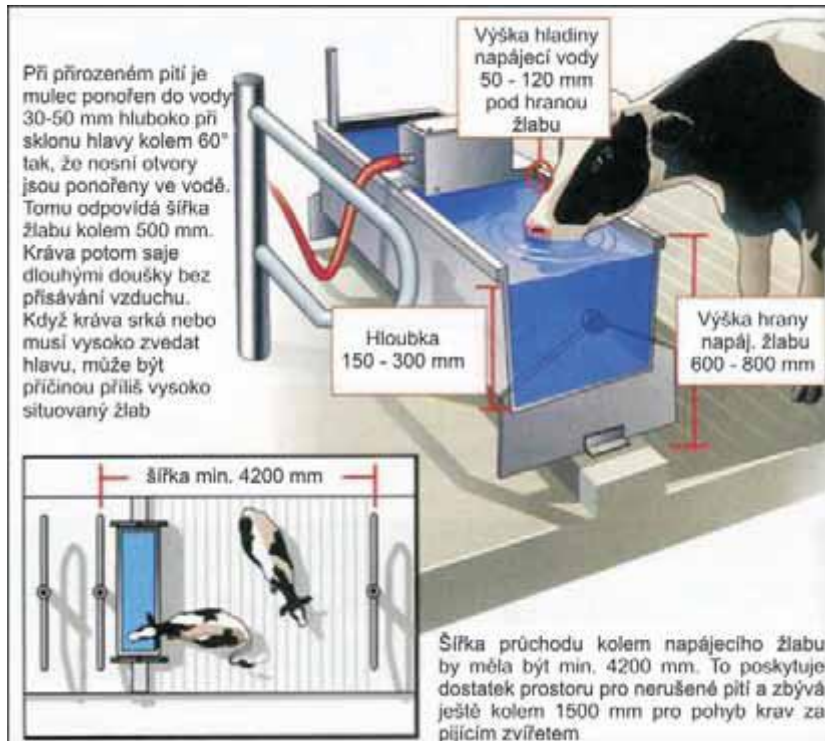 Při přirozeném pití je
mulec ponořen do vody
30-50 mm hluboko při
sklonu hlavy kolem 60°
tak, že nosní otvory
jsou ponořeny ve vodě.
Tomu odpovídá šířka
žlabu kolem 500 mm.
Kráva potom saje
dlouhými doušky bez
přisávání vzduchu.
Když kráva srká nebo
musí vysoko zvedat
hlavu, může být
příčinou příliš vysoko
situovaný žlab
Výška hladiny
napájecí vody
50 - 120 mm
pod hranou
žlabu
Hloubka
150 - 300 mm
Výška hrany
napáj. žlabu
600 - 800 mm
šířka min. 4200 mm
Šířka průchodu kolem napájecího žlabu
by měla být min. 4200 mm. To poskytuje
dostatek prostoru pro nerušené pití a zbývá
ještě kolem 1500 mm pro pohyb krav za
pijícím zvířetem